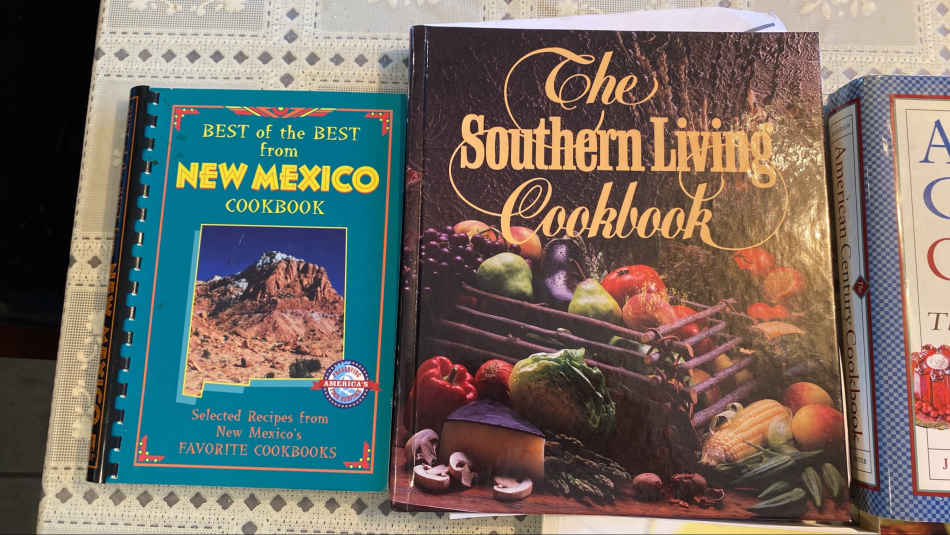 BEST of the BEST
from
NEW MEXICO
COOKBOOK
AMERICA'S
Selected Recipes from
New Mexico's
FAVORITE COOKBOOKS
The
Southern Living
Cookbook
American Century Cookbook
A
C
C
T
J